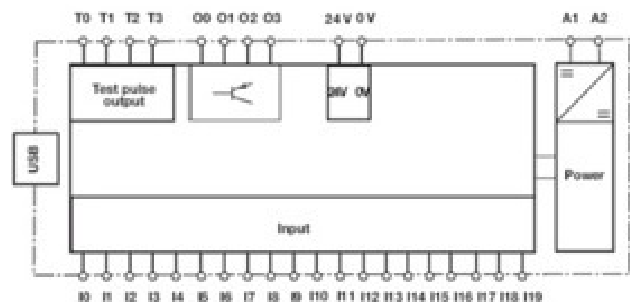 T0 T1 T2 T3 O0 O1 O2 O3 24 V 0 V A1 A2
Test pulse
output
24V 0V
USB
Power
Input
I0 I1 I2 I3 I4 I5 I6 I7 I8 I9 I10 I11 I12 I13 I14 I15 I16 I17 I18 I19